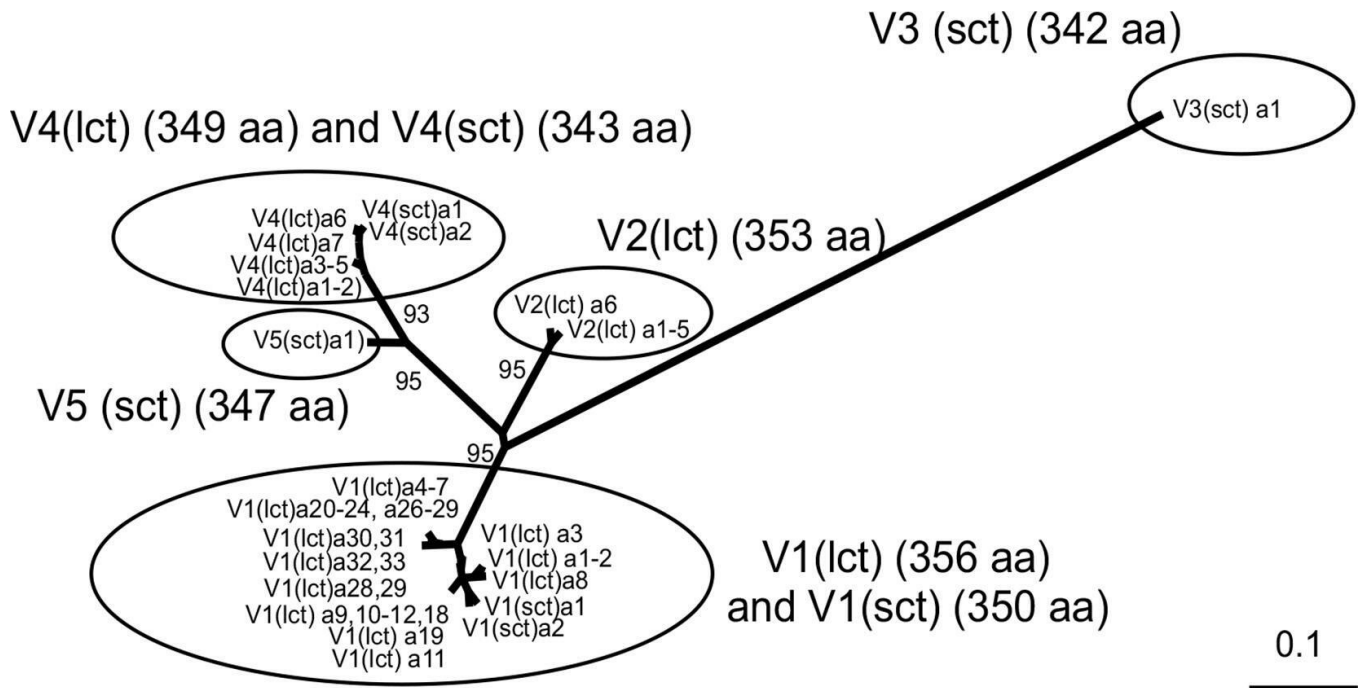 V3 (sct) (342 aa)
V3(sct) a1
V4(lct) (349 aa) and V4(sct) (343 aa)
V4(lct)a6
V4(sct)a1
V4(sct)a2
V4(lct)a7
V4(lct)a3-5
V4(lct)a1-2)
V2(lct) (353 aa)
V2(lct) a6
V2(lct) a1-5
93
V5(sct)a1)
95
95
V5 (sct) (347 aa)
95
V1(lct)a4-7
V1(lct)a20-24, a26-29
V1(lct)a30,31
V1(lct)a32,33
V1(lct)a28,29
V1(lct) a9,10-12,18
V1(lct) a19
V1(lct) a11
V1(lct) a3
V1(lct) a1-2
V1(lct)a8
V1(sct)a1
V1(sct)a2
V1(lct) (356 aa)
and V1(sct) (350 aa)
0.1